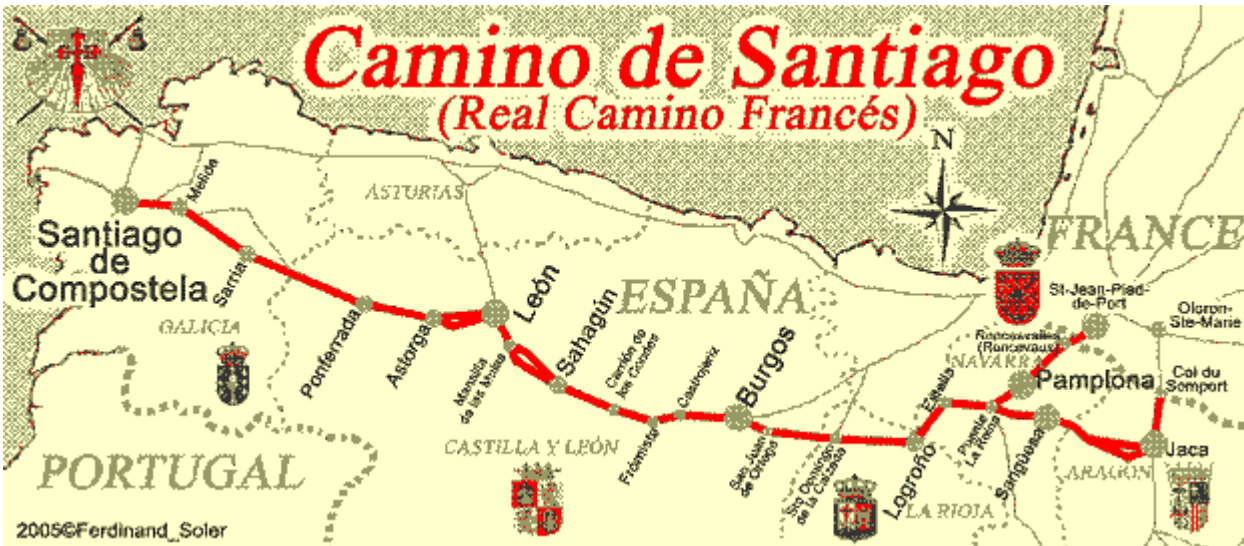 Camino de Santiago
(Real Camino Francés)
N
ASTURIAS
FRANCE
Melide
Santiago
de
Compostela
Sarria
GALICIA
Ponferrada
Astorga
León
Mansilla
de las Mulas
Sahagún
ESPAÑA
Carrión de
los Condes
Frómista
Castrojeriz
Burgos
San Juan
de Ortega
Sto Domingo
de la Calzada
Logroño
Estella
Puente
La Reina
Sangüesa
St-Jean-Pied-
de-Port
Roncesvalles
(Roncevaux)
NAVARRA
Pamplona
Oloron-
Ste-Marie
Col du
Somport
Jaca
ARAGÓN
LA RIOJA
CASTILLA Y LEÓN
PORTUGAL
2005©Ferdinand_Soler